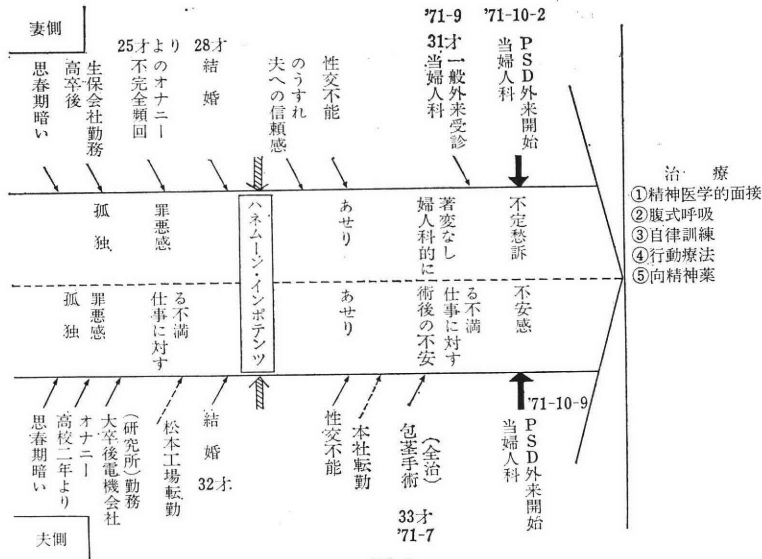 妻側
思春期暗い
高卒後
生保会社勤務
25才より
のオナニー
不完全頻回
28才
結婚
夫への信頼感
のうすれ
性交不能
'71-9
31才
一般外来受診
当婦人科
'71-10-2
PSD外来開始
当婦人科
孤独
罪悪感
ハネムーン・インポテンツ
あせり
婦人科的に
著変なし
不定愁訴
孤独
罪悪感
仕事に対す
る不満
あせり
術後の不安
仕事に対す
る不満
不安感
思春期暗い
高校二年より
オナニー
大卒後電機会社
(研究所)勤務
松本工場転勤
結婚
32才
性交不能
本社転勤
包茎手術
(全治)
33才
'71-7
'71-10-9
PSD外来開始
当婦人科
夫側
治療
①精神医学的面接
②腹式呼吸
③自律訓練
④行動療法
⑤向精神薬